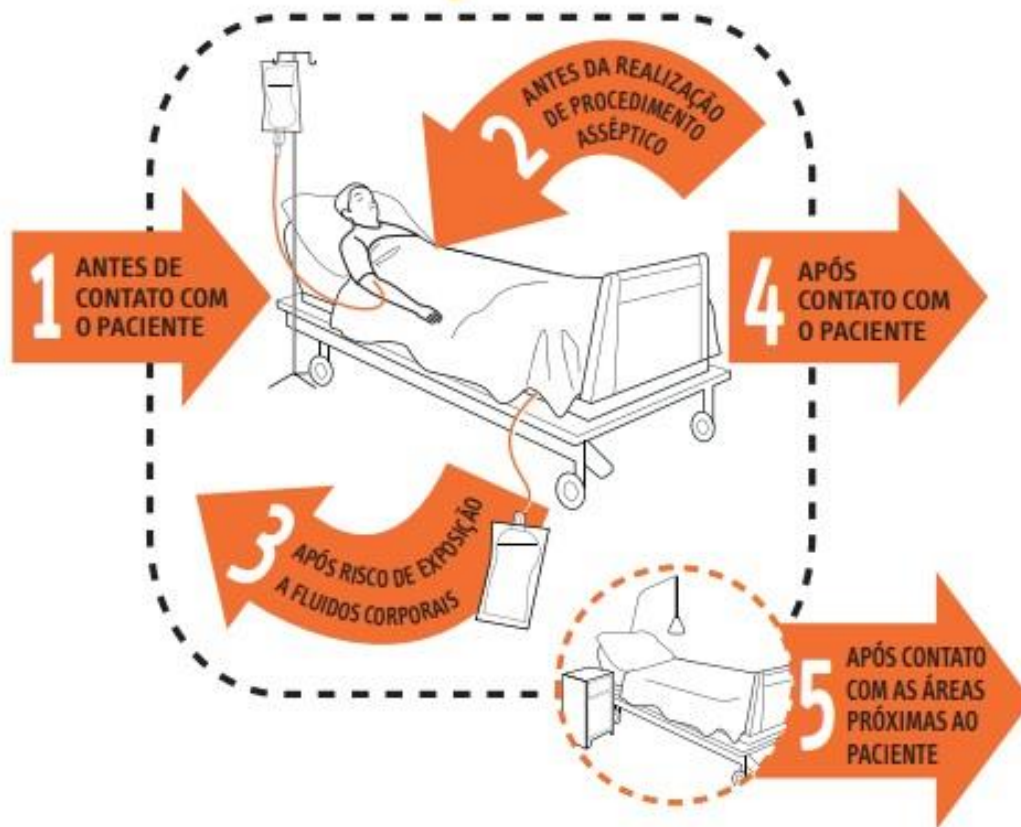 1
ANTES DE
CONTATO COM
O PACIENTE
2
ANTES DA REALIZAÇÃO
DE PROCEDIMENTO
ASSÉPTICO
3
APÓS RISCO DE EXPOSIÇÃO
A FLUIDOS CORPORAIS
4
APÓS
CONTATO COM
O PACIENTE
5
APÓS CONTATO
COM AS ÁREAS
PRÓXIMAS AO
PACIENTE